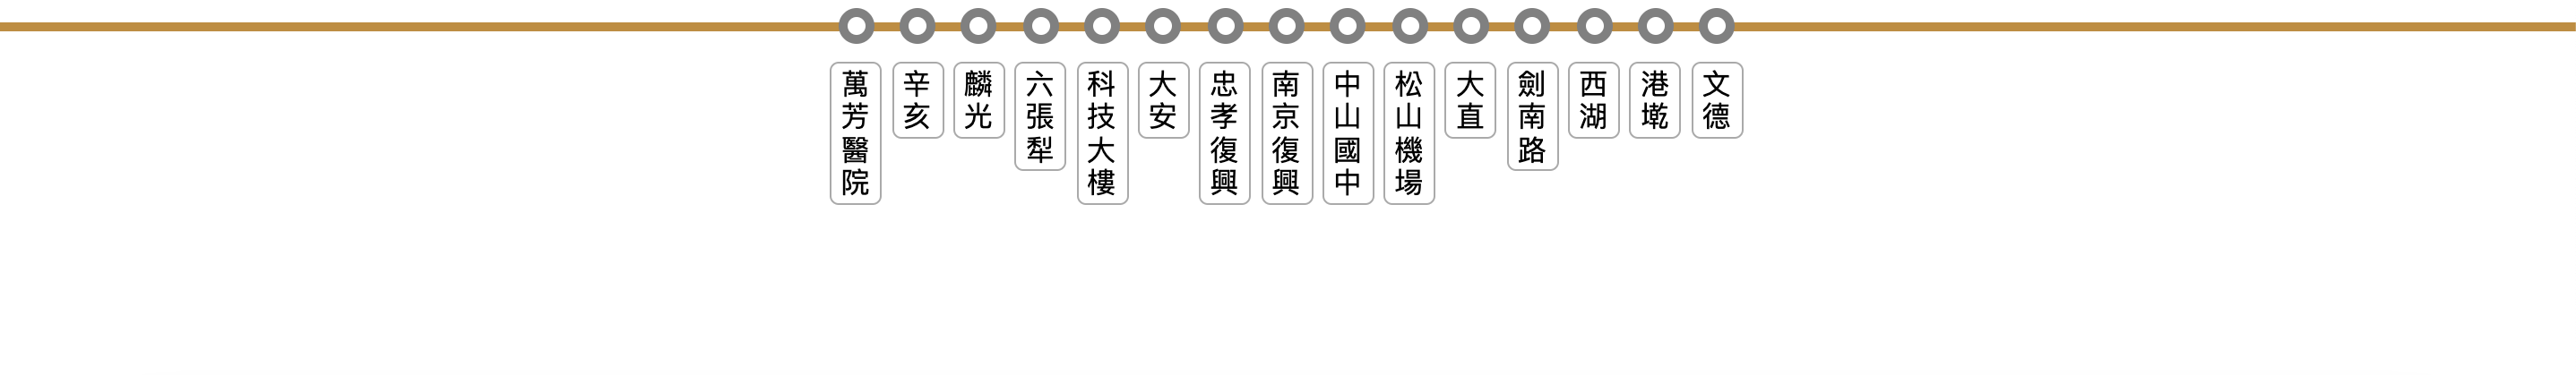 萬芳醫院
辛亥
麟光
六張犁
科技大樓
大安
忠孝復興
南京復興
中山國中
松山機場
大直
劍南路
西湖
港墘
文德